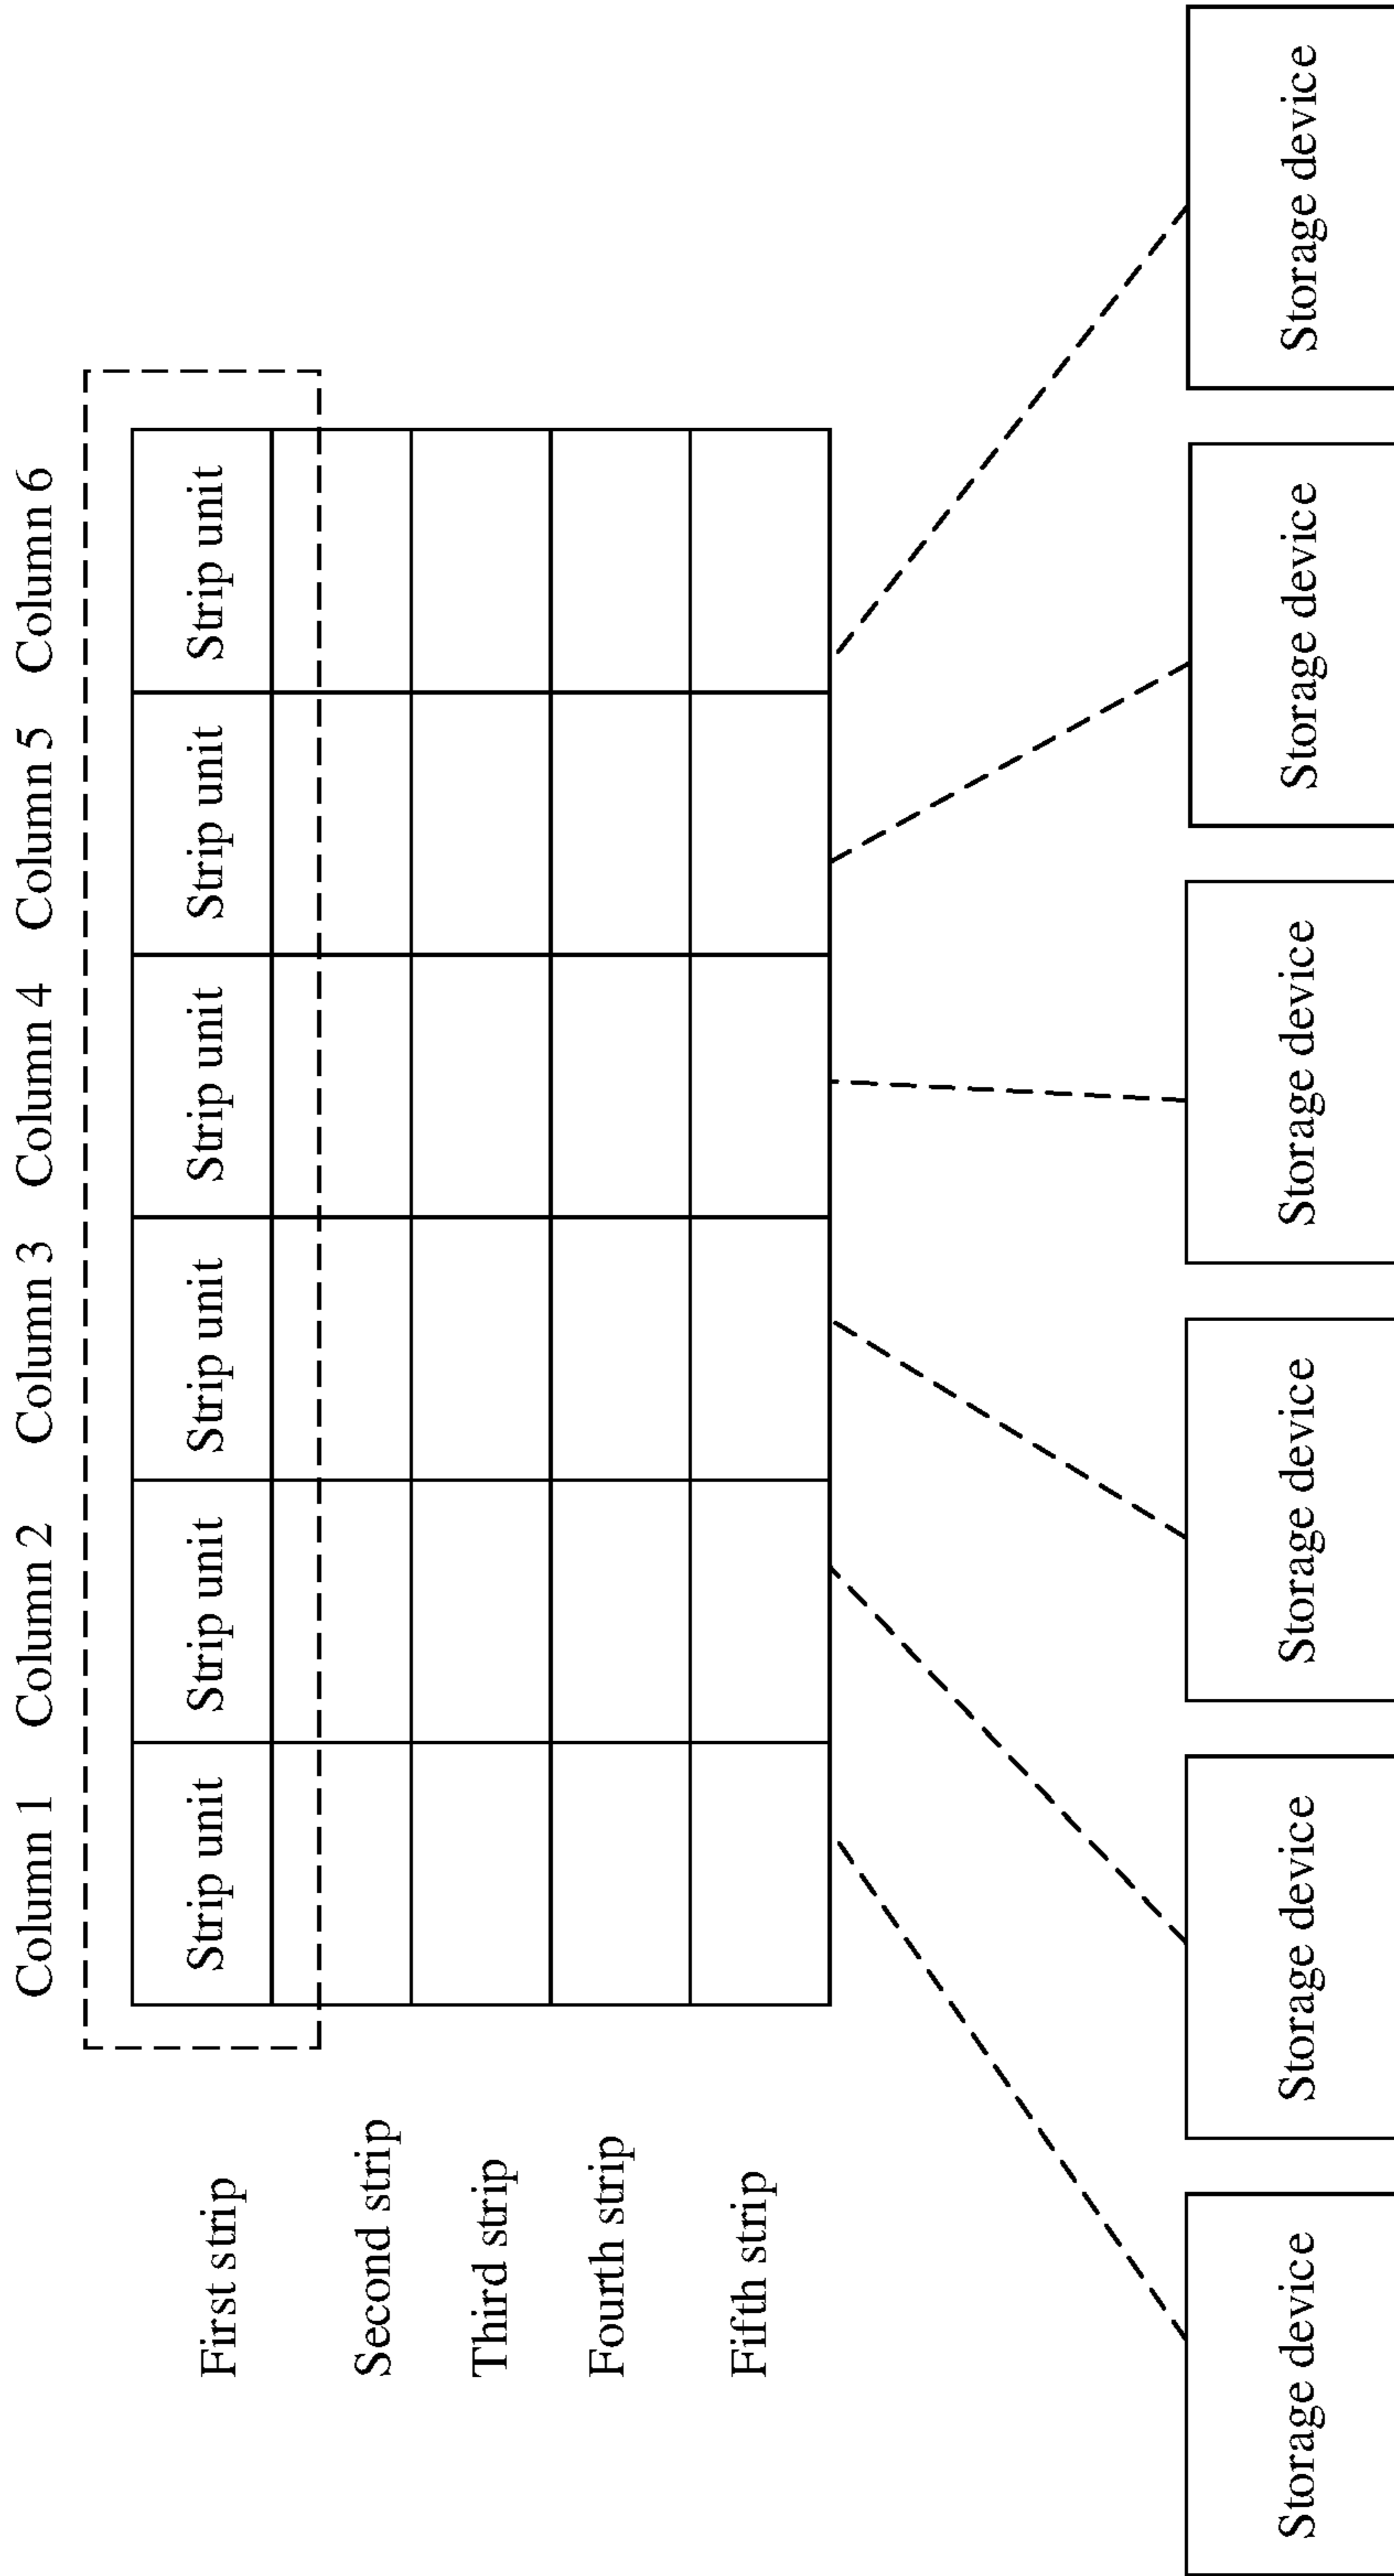 Column 1 Column 2 Column 3 Column 4 Column 5 Column 6
First strip Strip unit Strip unit Strip unit Strip unit Strip unit Strip unit
Second strip
Third strip
Fourth strip
Fifth strip
Storage device Storage device Storage device Storage device Storage device Storage device